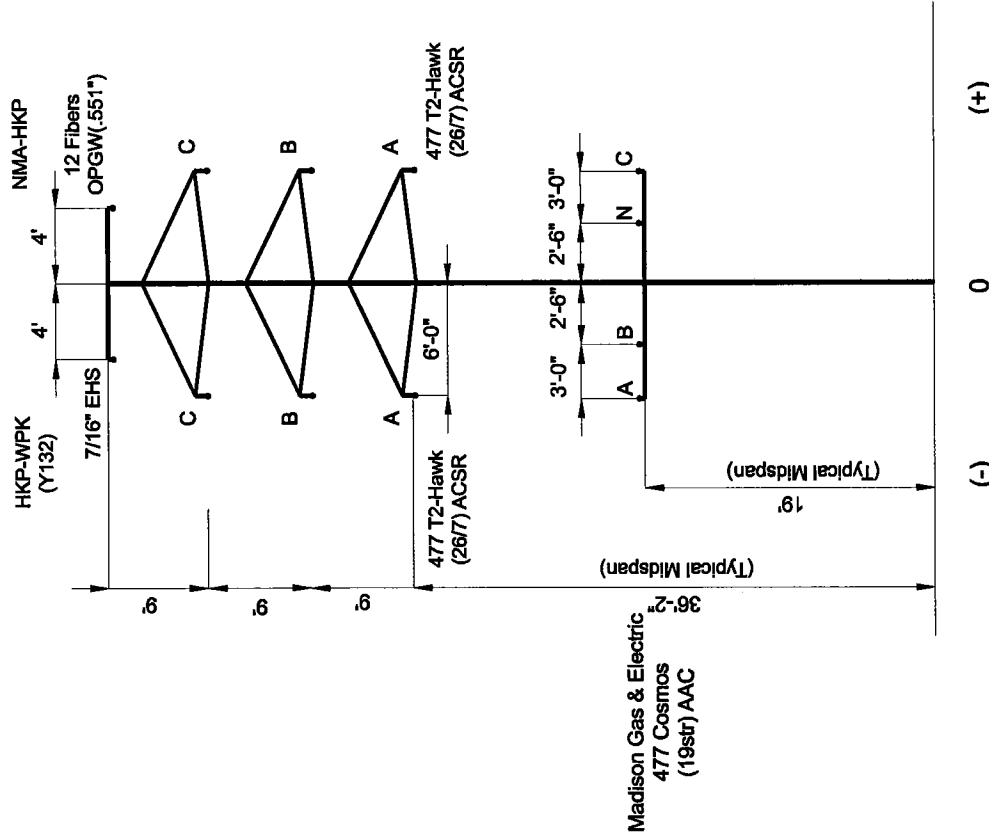 HKP-WPK
(Y132)
NMA-HKP
4'
4'
7/16" EHS
12 Fibers
OPGW(.551")
C
C
B
B
A
A
9'
9'
9'
6'-0"
477 T2-Hawk
(26/7) ACSR
477 T2-Hawk
(26/7) ACSR
3'-0"
2'-6"
2'-6"
3'-0"
A
B
N
C
19'
(Typical Midspan)
36'-2"
(Typical Midspan)
Madison Gas & Electric
477 Cosmos
(19str) AAC
(-)
0
(+)